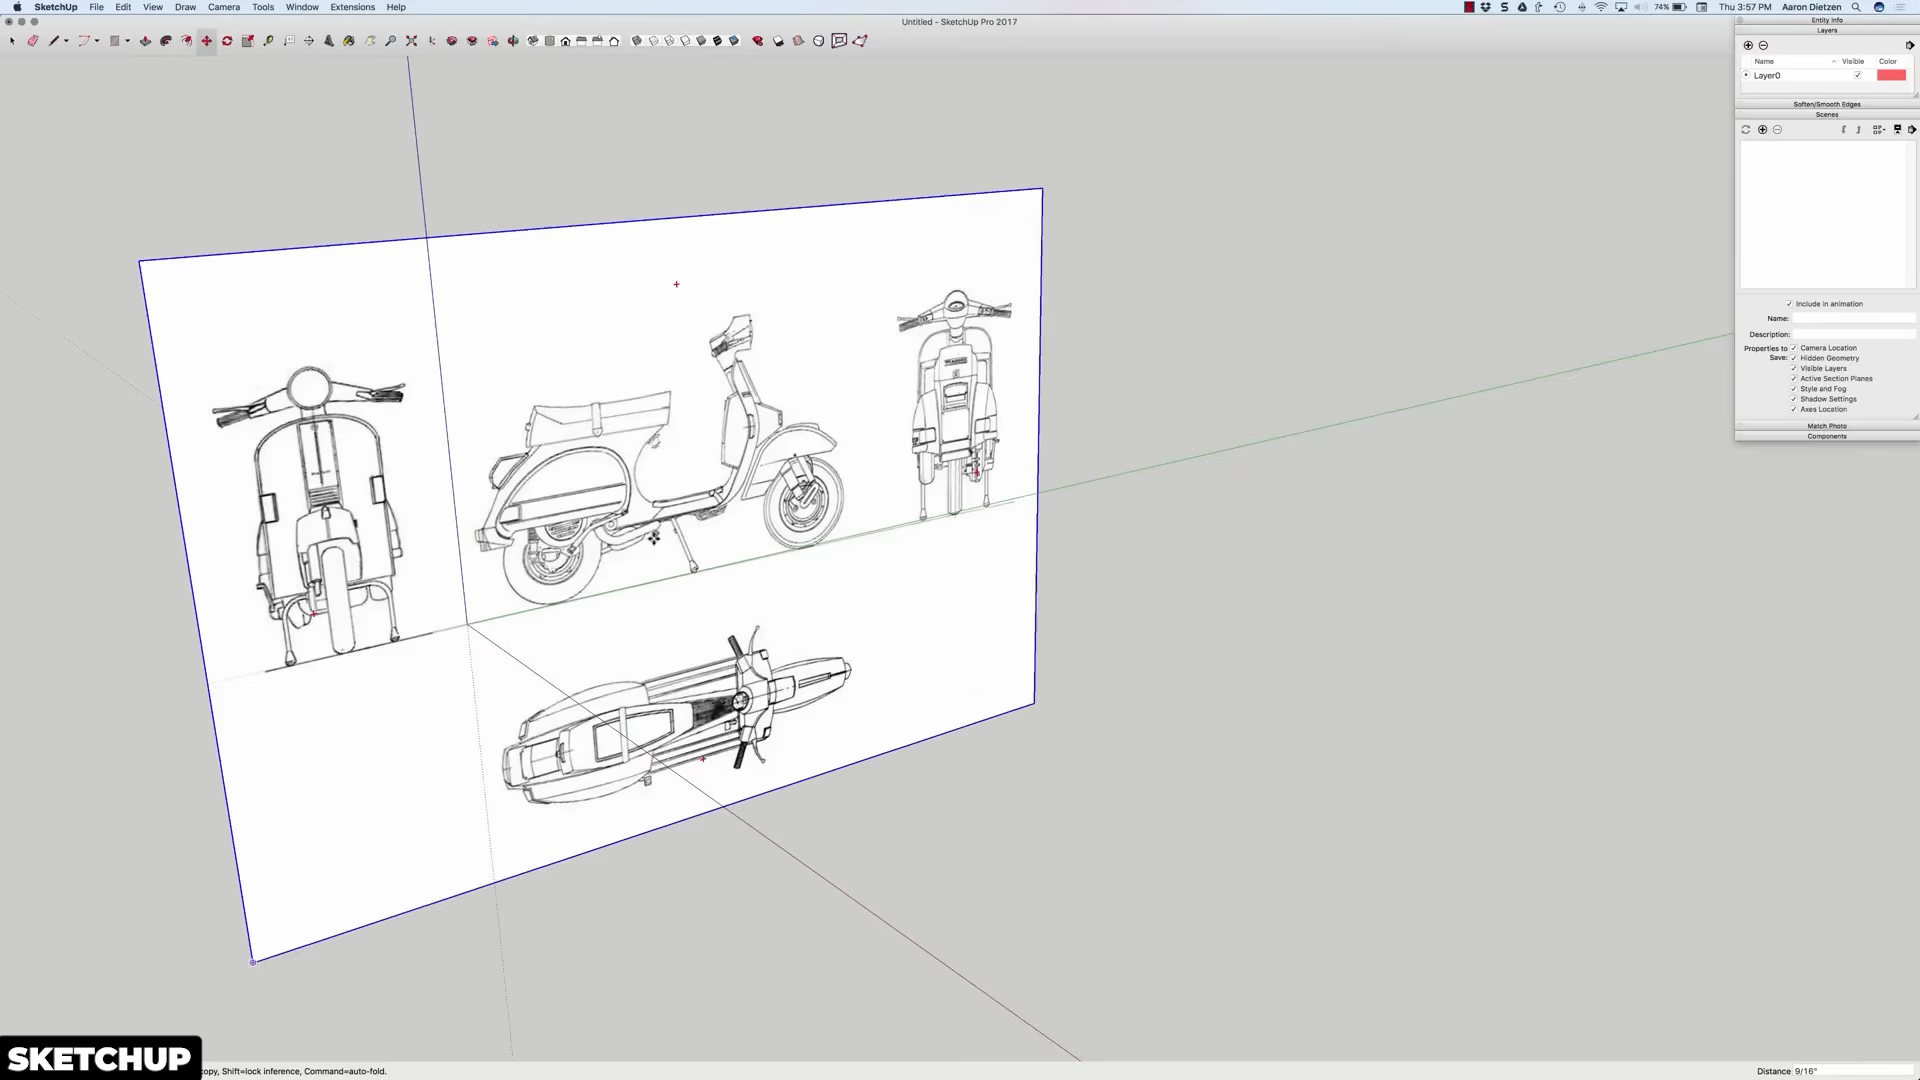 SketchUp File Edit View Draw Camera Tools Window Extensions Help
74% Thu 3:57 PM Aaron Dietzen
Untitled - SketchUp Pro 2017
Entity Info
Layers
Name Visible Color
Layer0
Soften/Smooth Edges
Scenes
Include in animation
Name:
Description:
Properties to Save:
Camera Location
Hidden Geometry
Visible Layers
Active Section Planes
Style and Fog
Shadow Settings
Axes Location
Match Photo
Components
SKETCHUP
opy, Shift=lock inference, Command=auto-fold.
Distance 9/16"